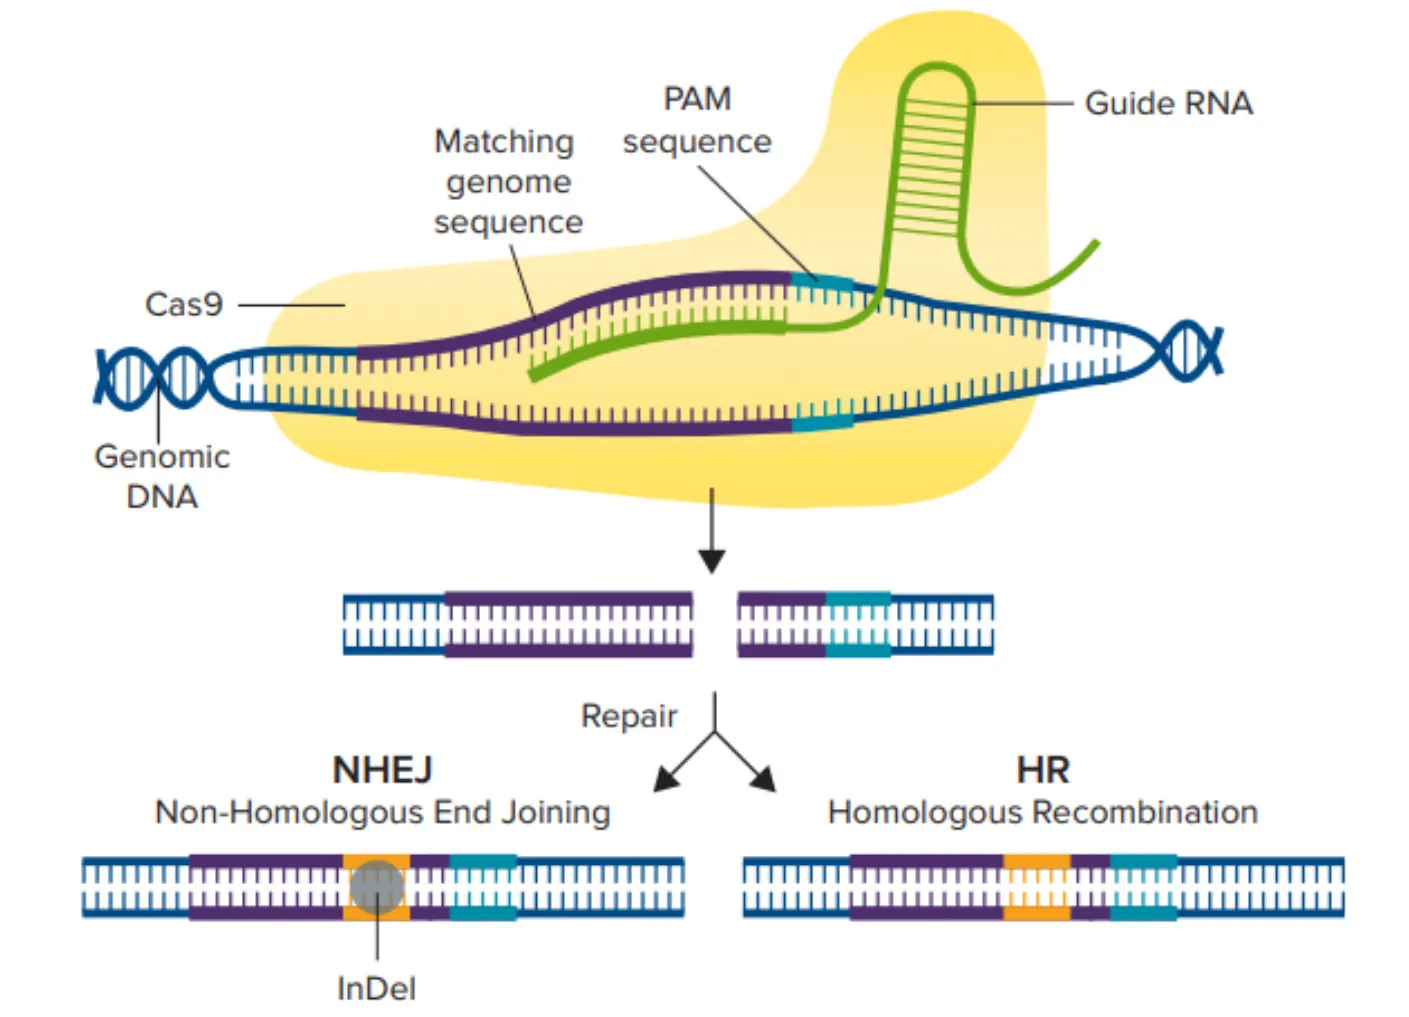 PAM
sequence
Guide RNA
Matching
genome
sequence
Cas9
Genomic
DNA
Repair
NHEJ
Non-Homologous End Joining
HR
Homologous Recombination
InDel